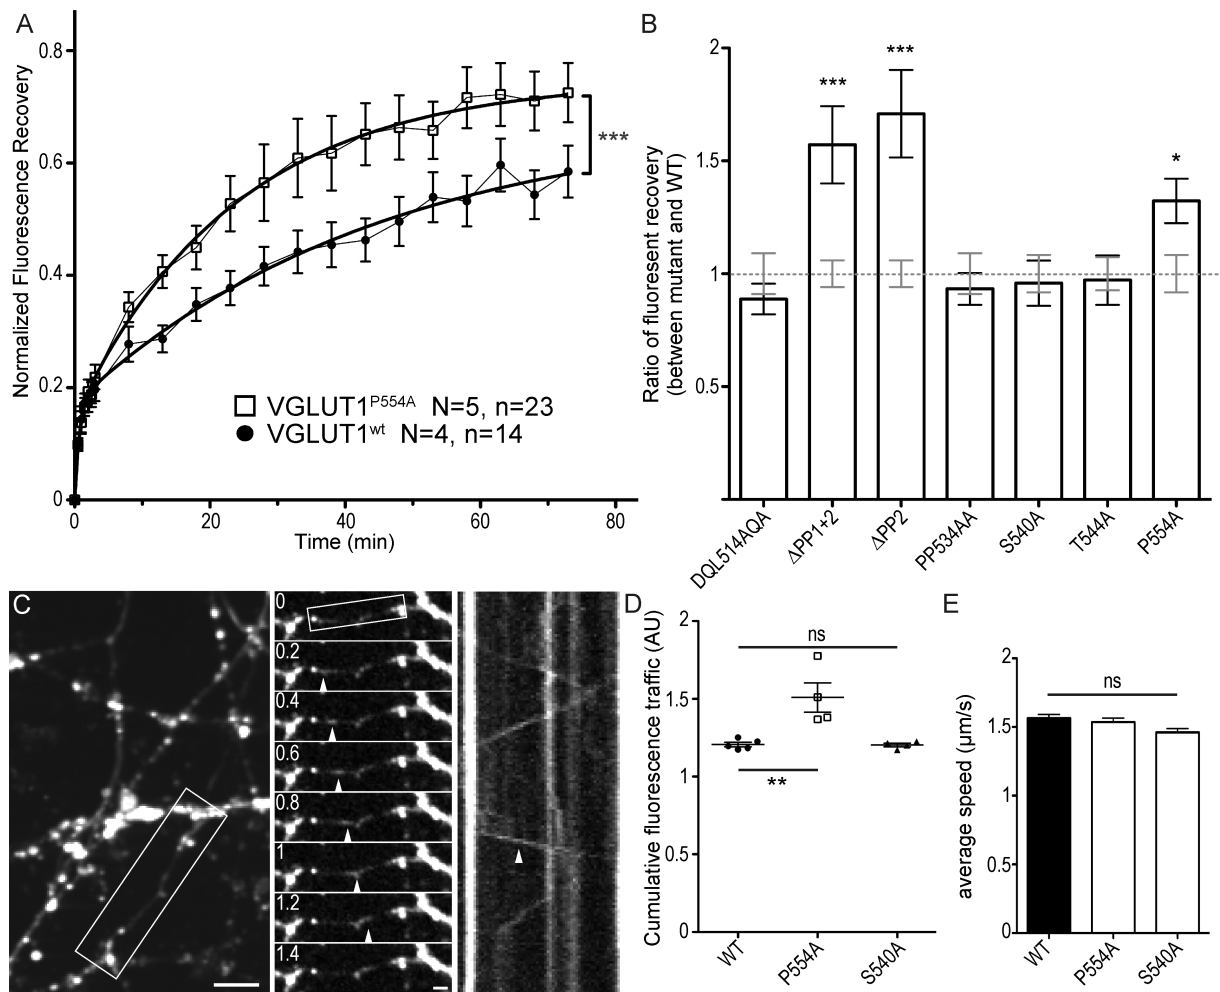 A
Normalized Fluorescence Recovery
0.8
0.6
0.4
0.2
0
0
20
40
60
80
Time (min)
***
VGLUT1P554A N=5, n=23
VGLUT1wt N=4, n=14
B
Ratio of fluoresent recovery
(between mutant and WT)
2
1.5
1
0.5
***
***
*
DQL514AQA
ΔPP1+2
ΔPP2
PP534AA
S540A
T544A
P554A
C
0
0.2
0.4
0.6
0.8
1
1.2
1.4
D
Cumulative fluorescence traffic (AU)
2
1.5
1
0.5
0
ns
**
WT
P554A
S540A
E
average speed (μm/s)
2
1.5
1
0.5
0
ns
WT
P554A
S540A